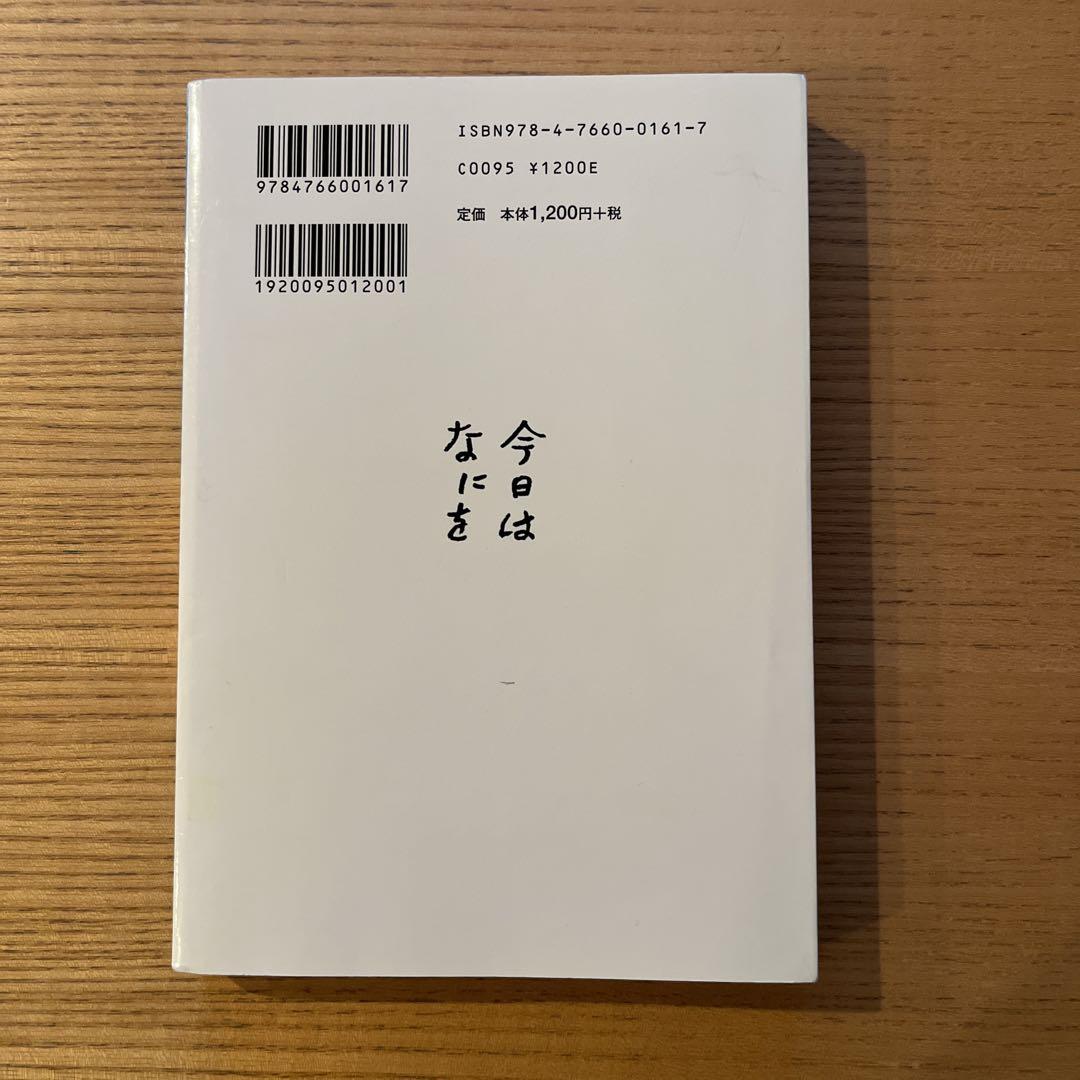 9784766001617
ISBN978-4-7660-0161-7
C0095 ¥1200E
定価 本体1,200円+税
1920095012001
今日は
なにを